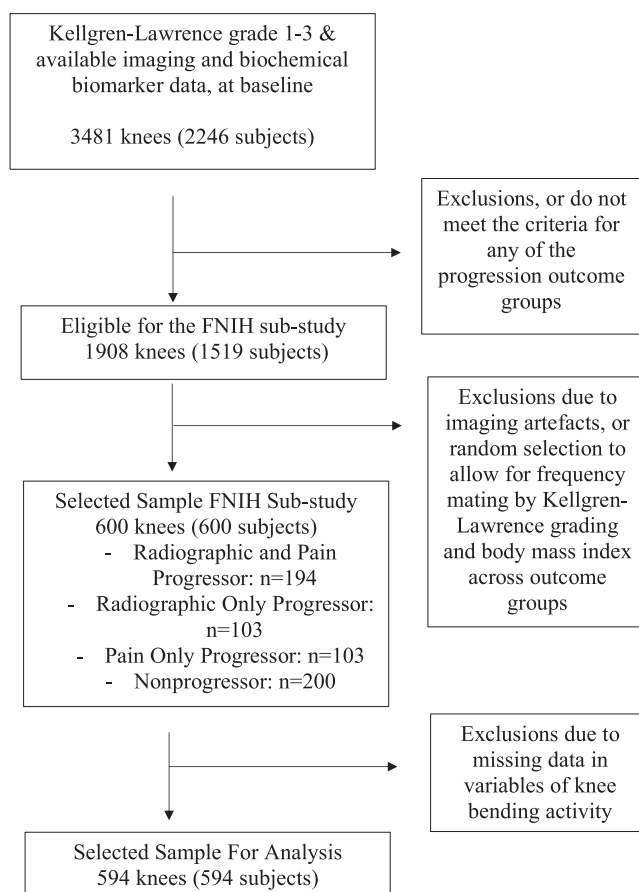 Kellgren-Lawrence grade 1-3 &
available imaging and biochemical
biomarker data, at baseline
3481 knees (2246 subjects)
Exclusions, or do not
meet the criteria for
any of the
progression outcome
groups
Eligible for the FNIH sub-study
1908 knees (1519 subjects)
Exclusions due to
imaging artefacts, or
random selection to
allow for frequency
mating by Kellgren-
Lawrence grading
and body mass index
across outcome
groups
Selected Sample FNIH Sub-study
600 knees (600 subjects)
- Radiographic and Pain
Progressor: n=194
- Radiographic Only Progressor:
n=103
- Pain Only Progressor: n=103
- Nonprogressor: n=200
Exclusions due to
missing data in
variables of knee
bending activity
Selected Sample For Analysis
594 knees (594 subjects)